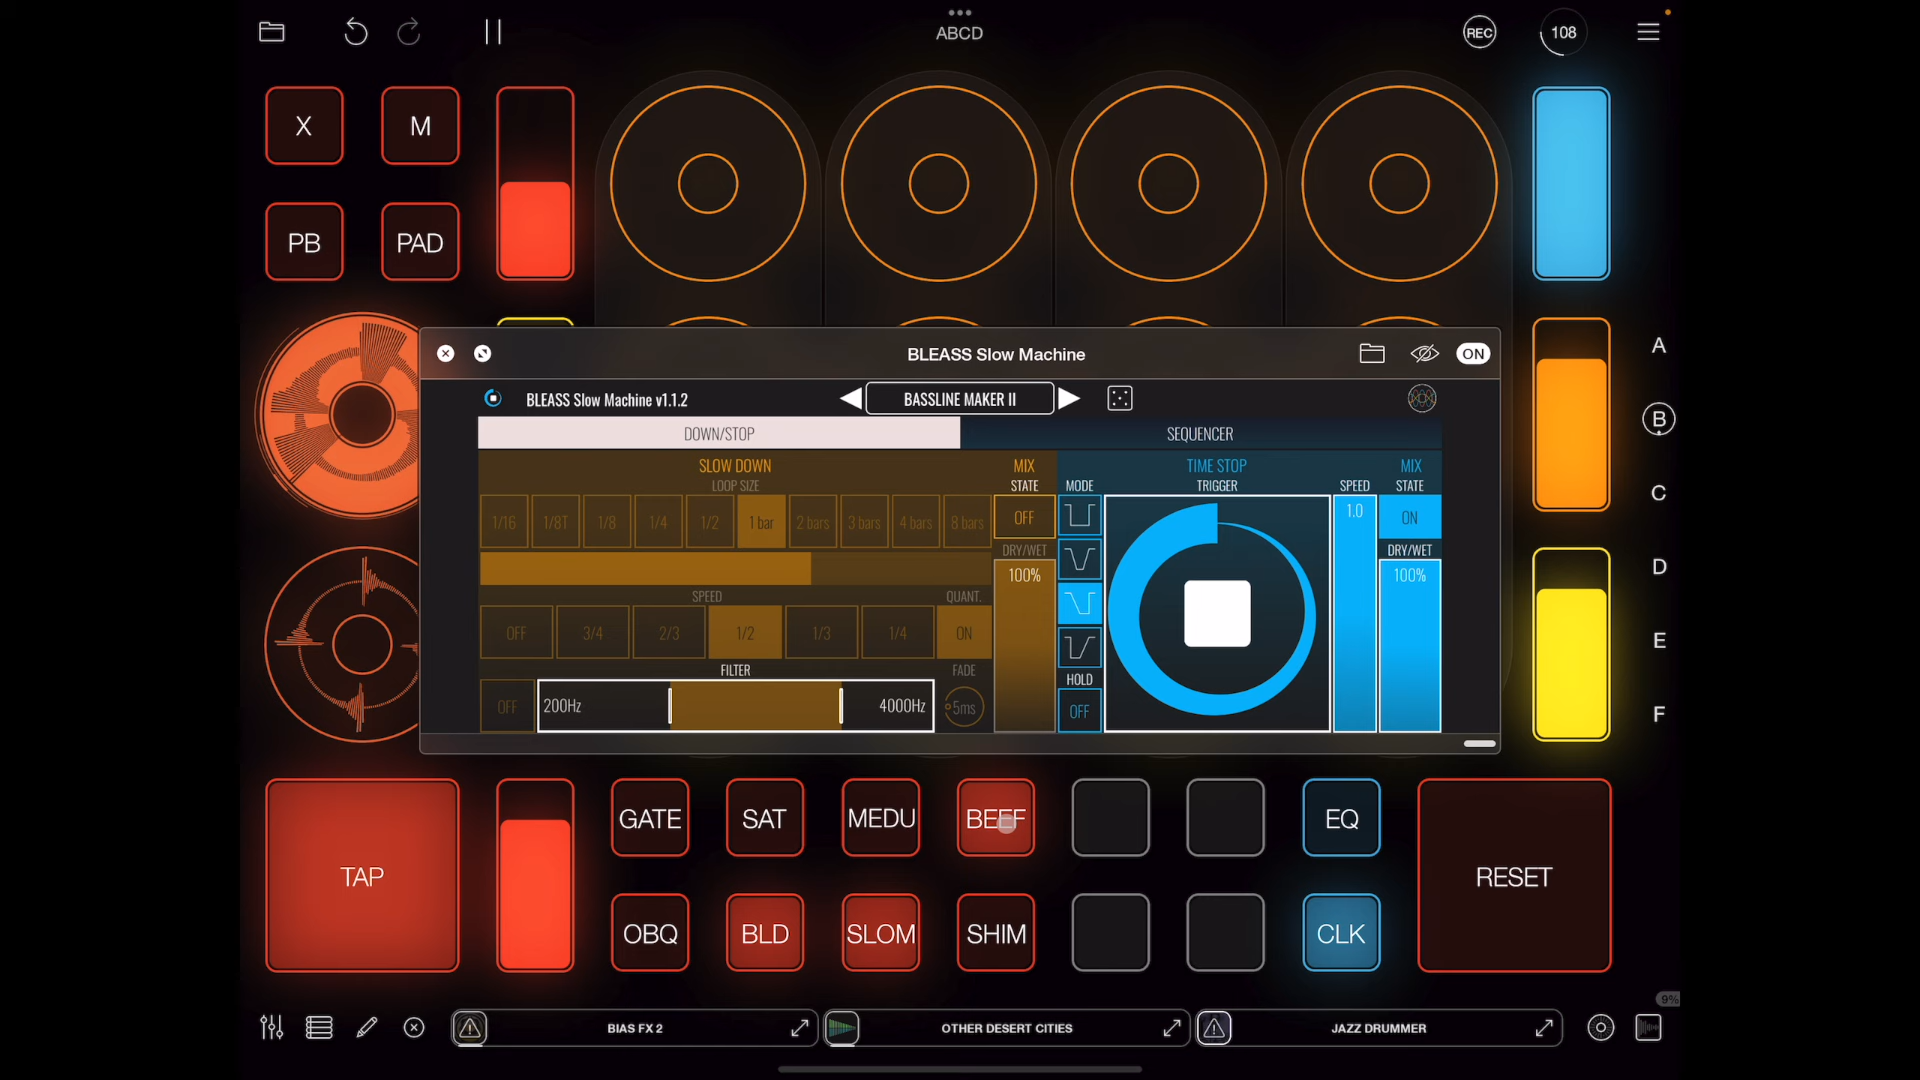 ABCD
REC
108
X
M
PB
PAD
A
B
C
D
E
F
BLEASS Slow Machine
ON
BLEASS Slow Machine v1.1.2
BASSLINE MAKER II
DOWN/STOP
SEQUENCER
SLOW DOWN
LOOP SIZE
1/16
1/8T
1/8
1/4
1/2
1 bar
2 bars
3 bars
4 bars
8 bars
SPEED
QUANT.
OFF
3/4
2/3
1/2
1/3
1/4
ON
FILTER
FADE
OFF
200Hz
4000Hz
5ms
MIX
STATE
OFF
DRY/WET
100%
TIME STOP
MODE
TRIGGER
SPEED
1.0
HOLD
OFF
MIX
STATE
ON
DRY/WET
100%
TAP
GATE
SAT
MEDU
BEEF
EQ
RESET
OBQ
BLD
SLOM
SHIM
CLK
9%
BIAS FX 2
OTHER DESERT CITIES
JAZZ DRUMMER